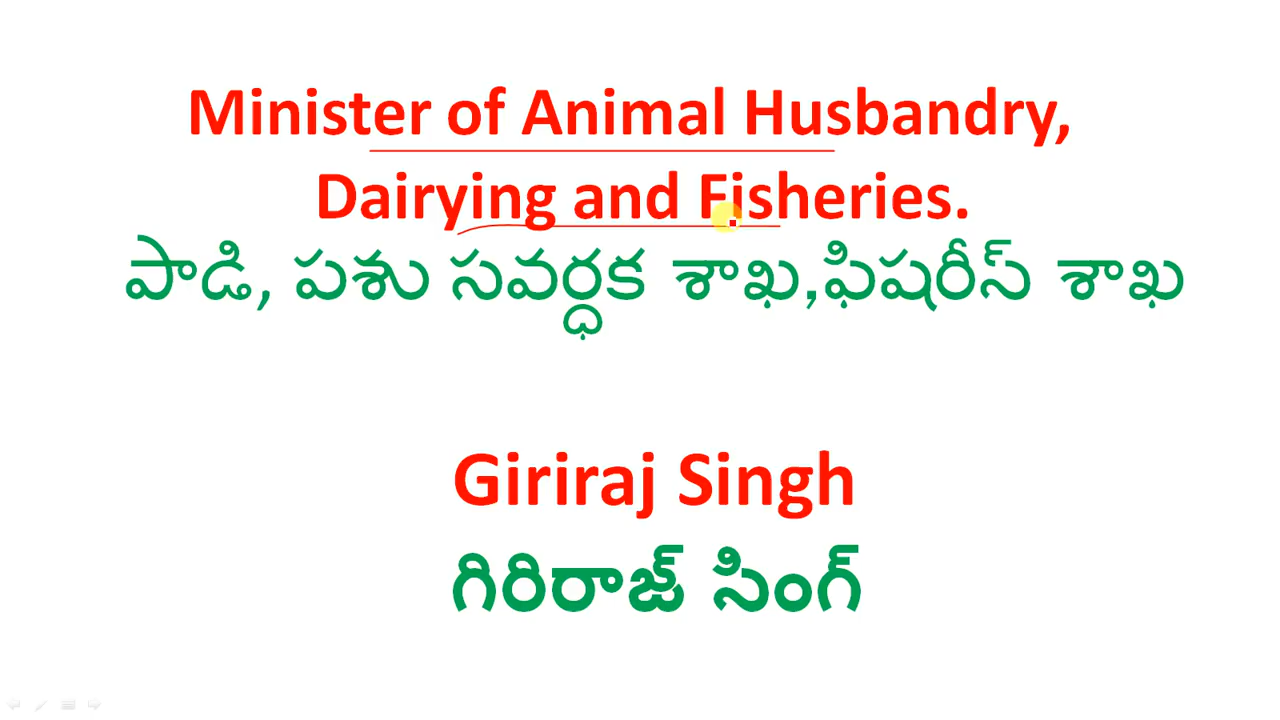 Minister of Animal Husbandry,
Dairying and Fisheries.
పాడి, పశు సవర్ధక శాఖ,ఫిషరీస్ శాఖ
Giriraj Singh
గిరిరాజ్ సింగ్